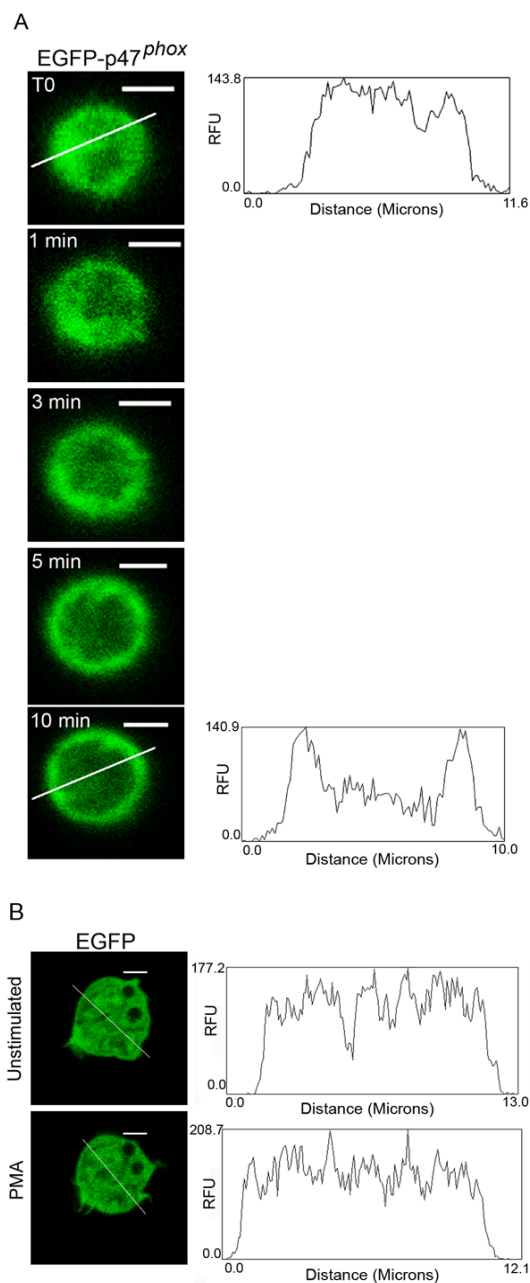 A
EGFP-p47phox
T0
143.8
RFU
0.0
0.0
11.6
Distance (Microns)
1 min
3 min
5 min
10 min
140.9
RFU
0.0
0.0
10.0
Distance (Microns)
B
EGFP
Unstimulated
177.2
RFU
0.0
0.0
13.0
Distance (Microns)
PMA
208.7
RFU
0.0
0.0
12.1
Distance (Microns)